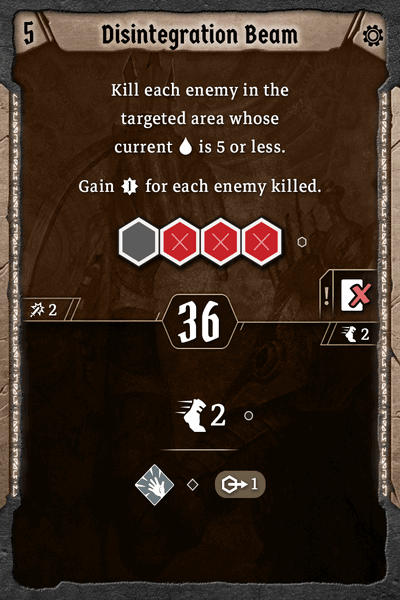 5 Disintegration Beam
Kill each enemy in the
targeted area whose
current is 5 or less.
Gain for each enemy killed.
!
2
36
2
2
1